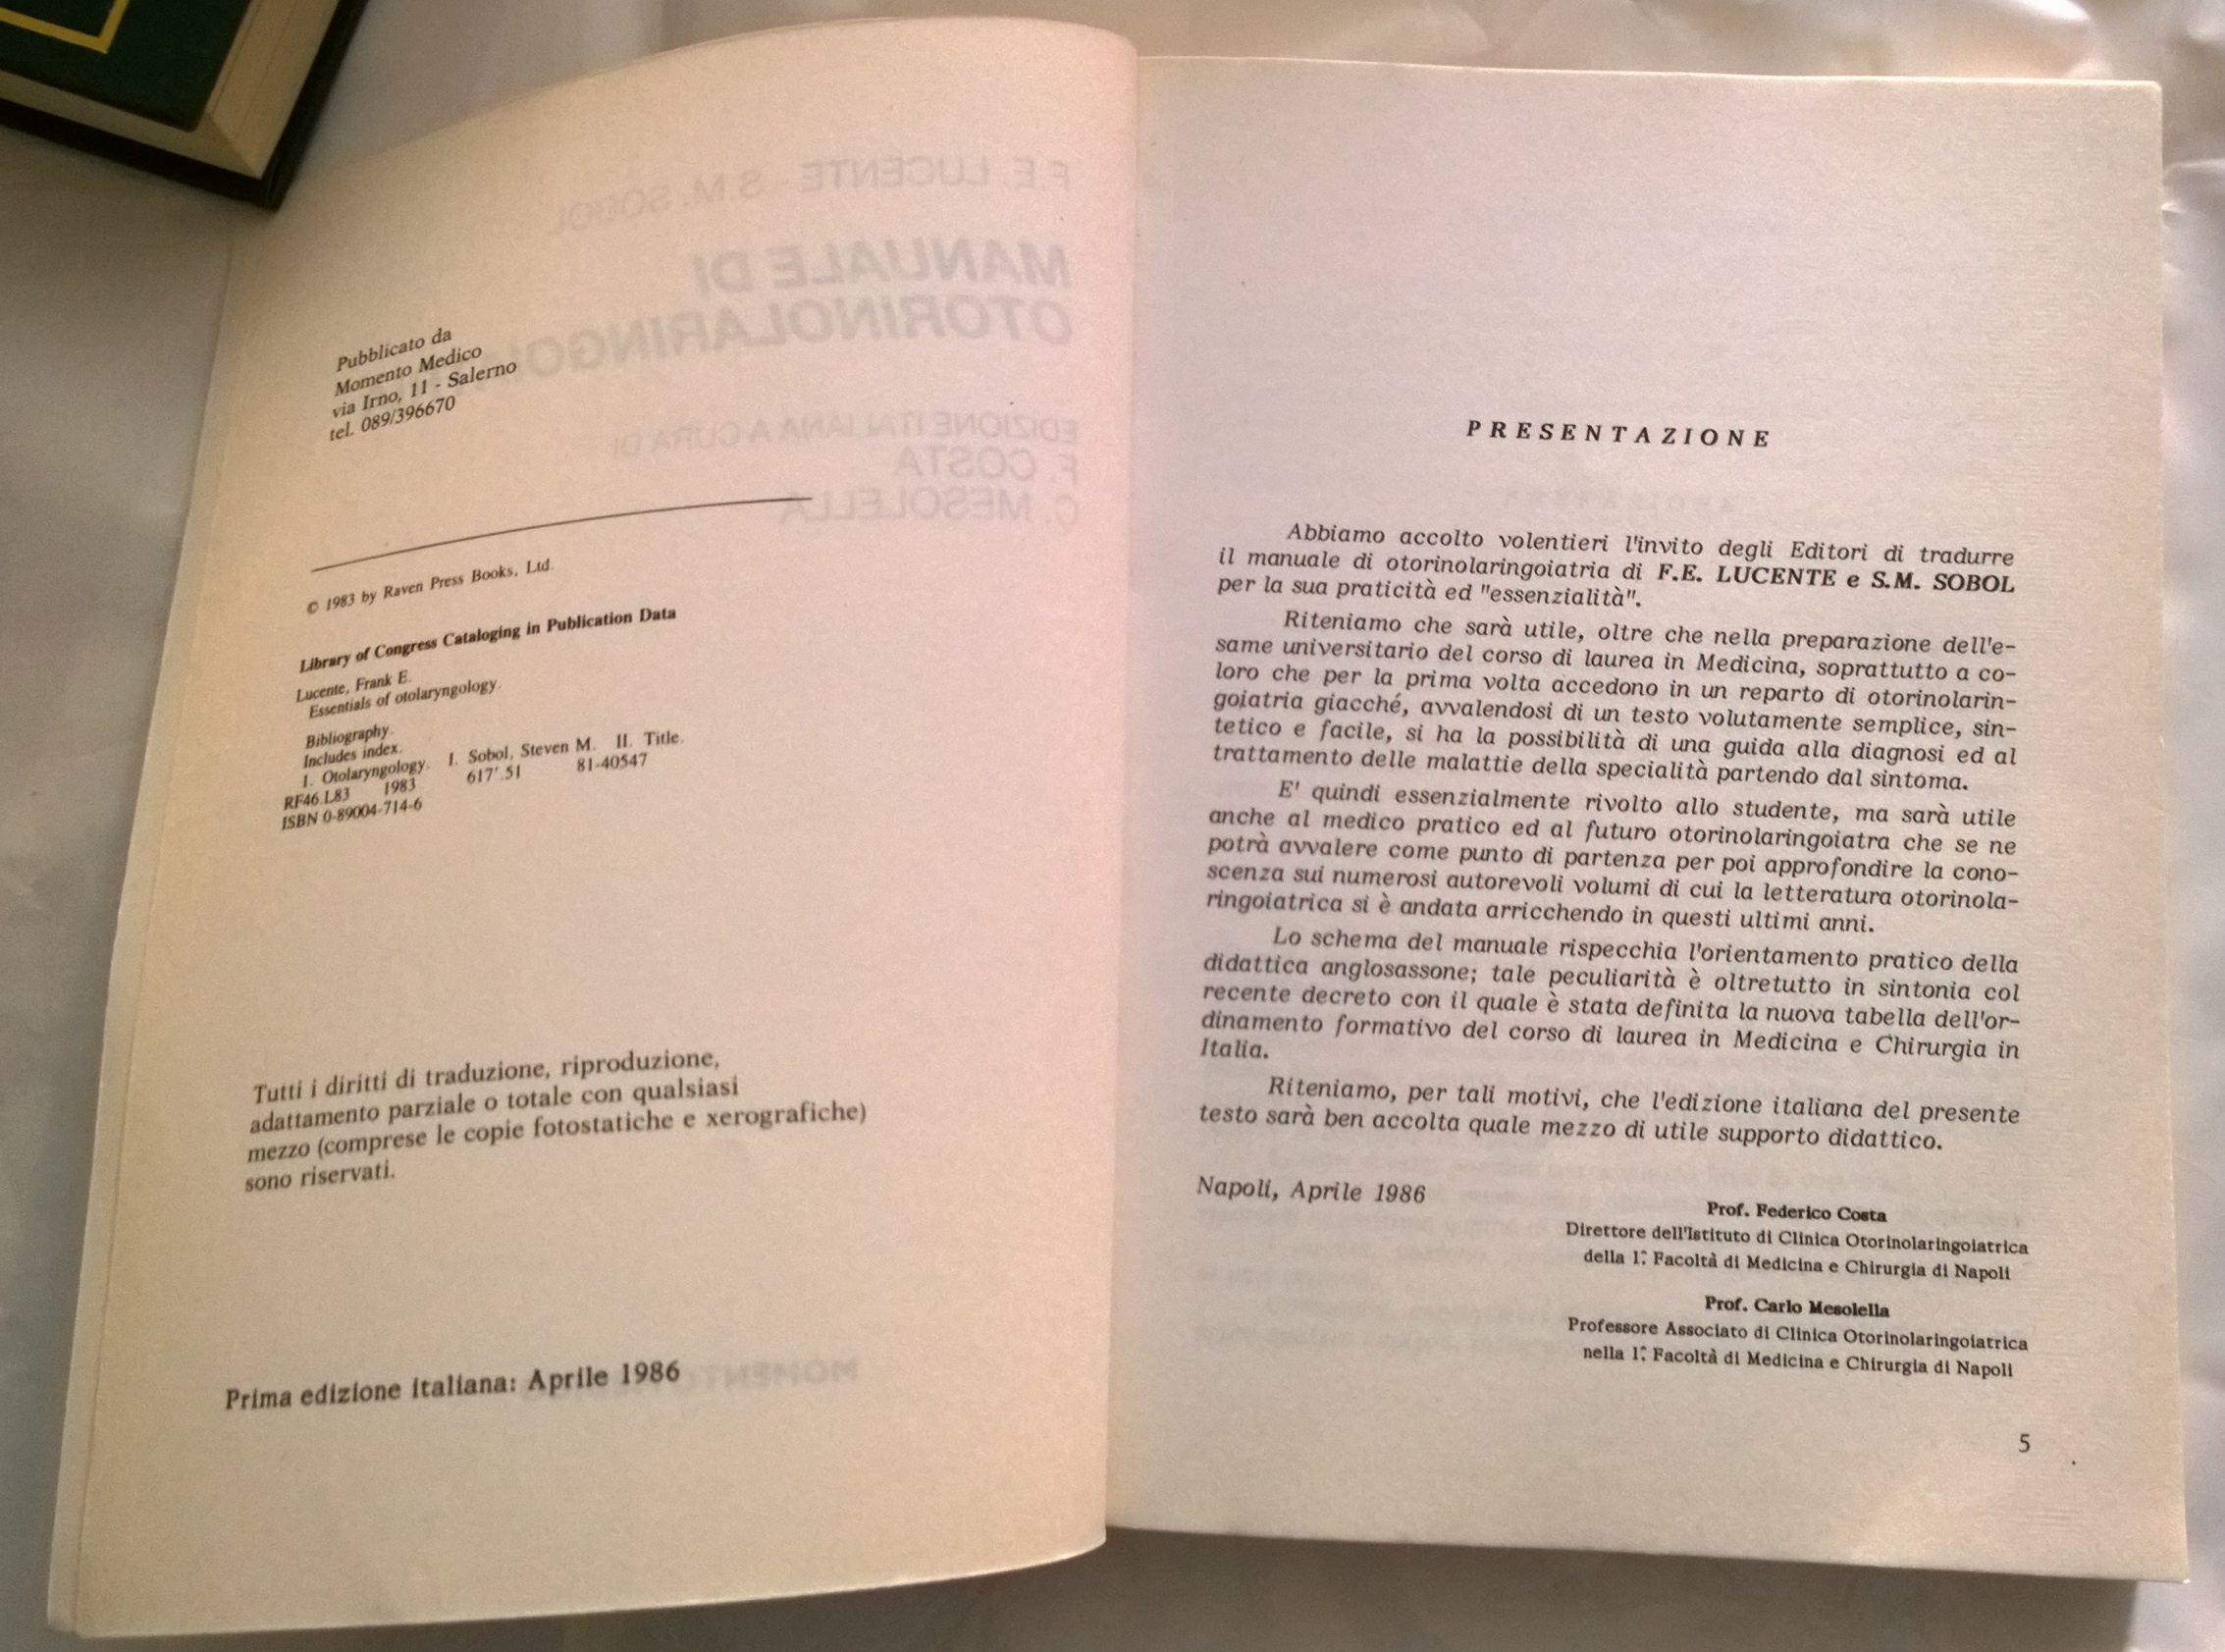 Pubblicato da
Momento Medico
via Irno, 11 - Salerno
tel. 089/396670
© 1983 by Raven Press Books, Ltd.
Library of Congress Cataloging in Publication Data
Lucente, Frank E.
Essentials of otolaryngology.
Bibliography.
Includes index.
1. Otolaryngology. I. Sobol, Steven M. II. Title.
RF46.L83 1983 617'.51 81-40547
ISBN 0-89004-714-6
Tutti i diritti di traduzione, riproduzione,
adattamento parziale o totale con qualsiasi
mezzo (comprese le copie fotostatiche e xerografiche)
sono riservati.
Prima edizione italiana: Aprile 1986
F.E. LUCENTE - S.M. SOBOL
MANUALE DI
OTORINOLARINGO
EDIZIONE ITALIANA A CURA DI
F. COSTA
C. MESOLELLA
MOMENTO
PRESENTAZIONE
Abbiamo accolto volentieri l'invito degli Editori di tradurre
il manuale di otorinolaringoiatria di F.E. LUCENTE e S.M. SOBOL
per la sua praticità ed "essenzialità".
Riteniamo che sarà utile, oltre che nella preparazione dell'e-
same universitario del corso di laurea in Medicina, soprattutto a co-
loro che per la prima volta accedono in un reparto di otorinolarin-
goiatria giacché, avvalendosi di un testo volutamente semplice, sin-
tetico e facile, si ha la possibilità di una guida alla diagnosi ed al
trattamento delle malattie della specialità partendo dal sintoma.
E' quindi essenzialmente rivolto allo studente, ma sarà utile
anche al medico pratico ed al futuro otorinolaringoiatra che se ne
potrà avvalere come punto di partenza per poi approfondire la cono-
scenza sui numerosi autorevoli volumi di cui la letteratura otorinola-
ringoiatrica si è andata arricchendo in questi ultimi anni.
Lo schema del manuale rispecchia l'orientamento pratico della
didattica anglosassone; tale peculiarità è oltretutto in sintonia col
recente decreto con il quale è stata definita la nuova tabella dell'or-
dinamento formativo del corso di laurea in Medicina e Chirurgia in
Italia.
Riteniamo, per tali motivi, che l'edizione italiana del presente
testo sarà ben accolta quale mezzo di utile supporto didattico.
Napoli, Aprile 1986
Prof. Federico Costa
Direttore dell'Istituto di Clinica Otorinolaringoiatrica
della 1.ª Facoltà di Medicina e Chirurgia di Napoli
Prof. Carlo Mesolella
Professore Associato di Clinica Otorinolaringoiatrica
nella 1.ª Facoltà di Medicina e Chirurgia di Napoli
5